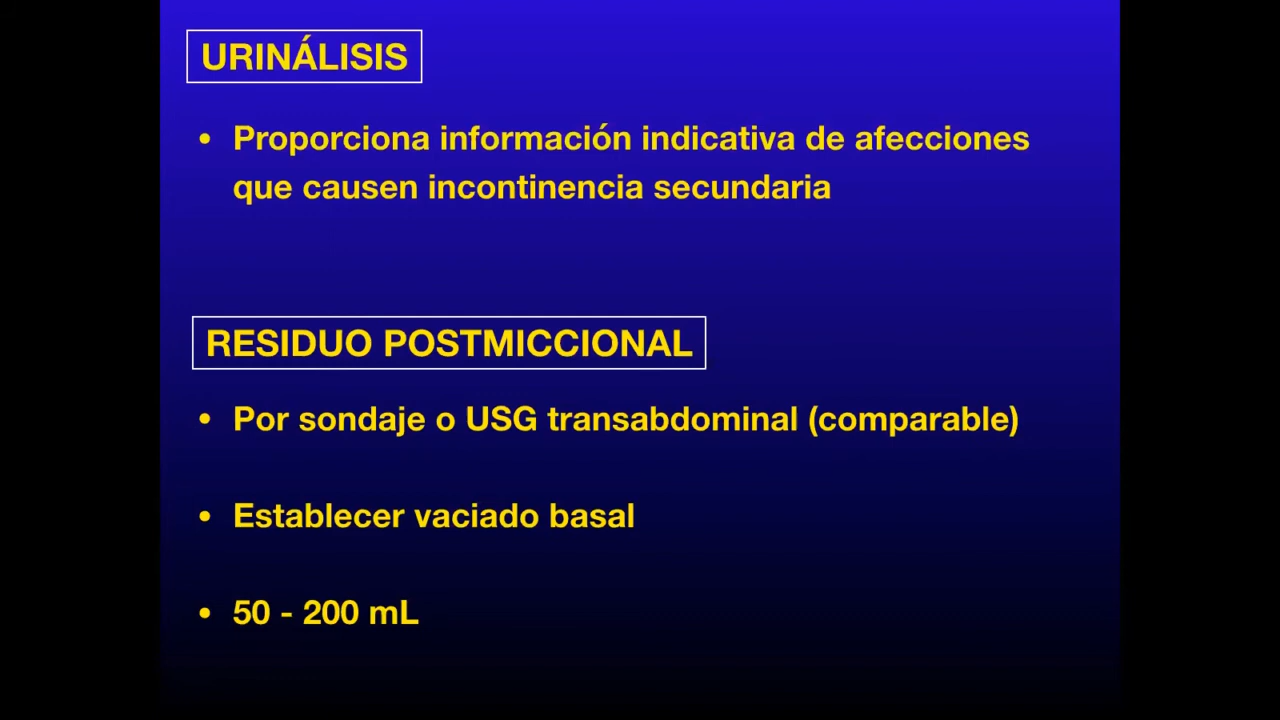 URINÁLISIS
• Proporciona información indicativa de afecciones
que causen incontinencia secundaria
RESIDUO POSTMICCIONAL
• Por sondaje o USG transabdominal (comparable)
• Establecer vaciado basal
• 50 - 200 mL